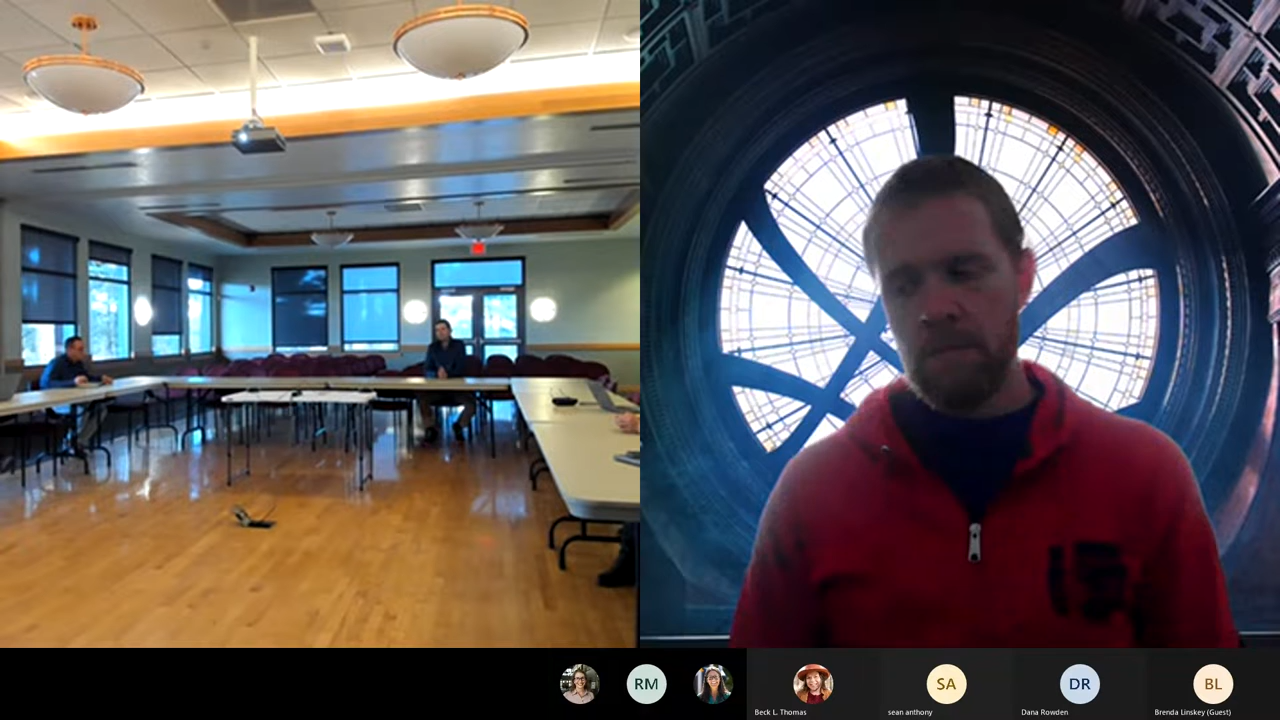 RM
SA
DR
BL
Beck L. Thomas
sean anthony
Dana Rowden
Brenda Linskey (Guest)